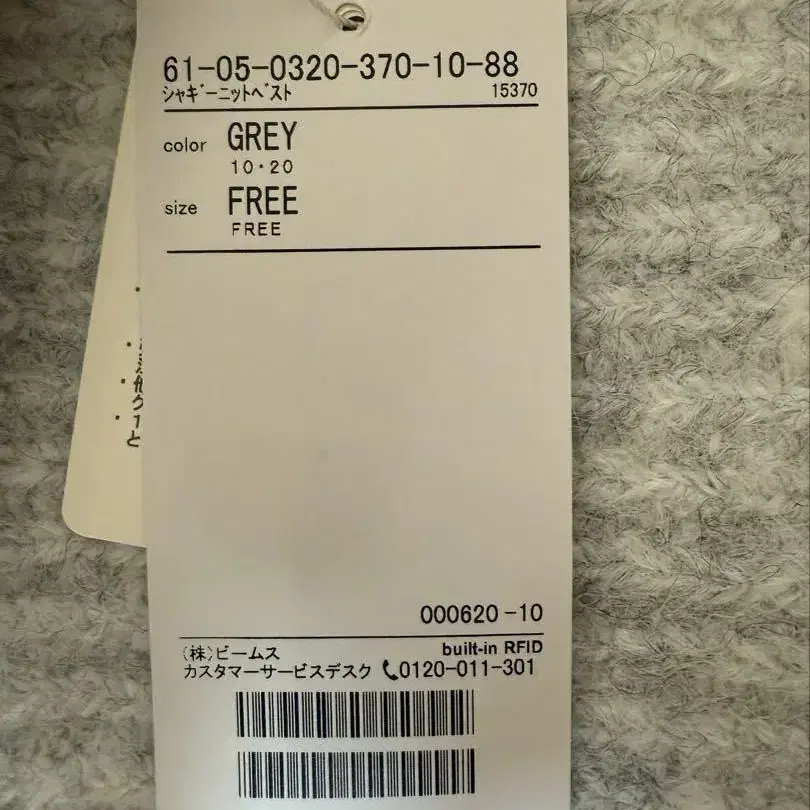 61-05-0320-370-10-88
ｼｬｷﾞｰﾆｯﾄﾍﾞｽﾄ 15370
color GREY
10･20
size FREE
FREE
000620-10
(株)ビームス built-in RFID
カスタマーサービスデスク 0120-011-301